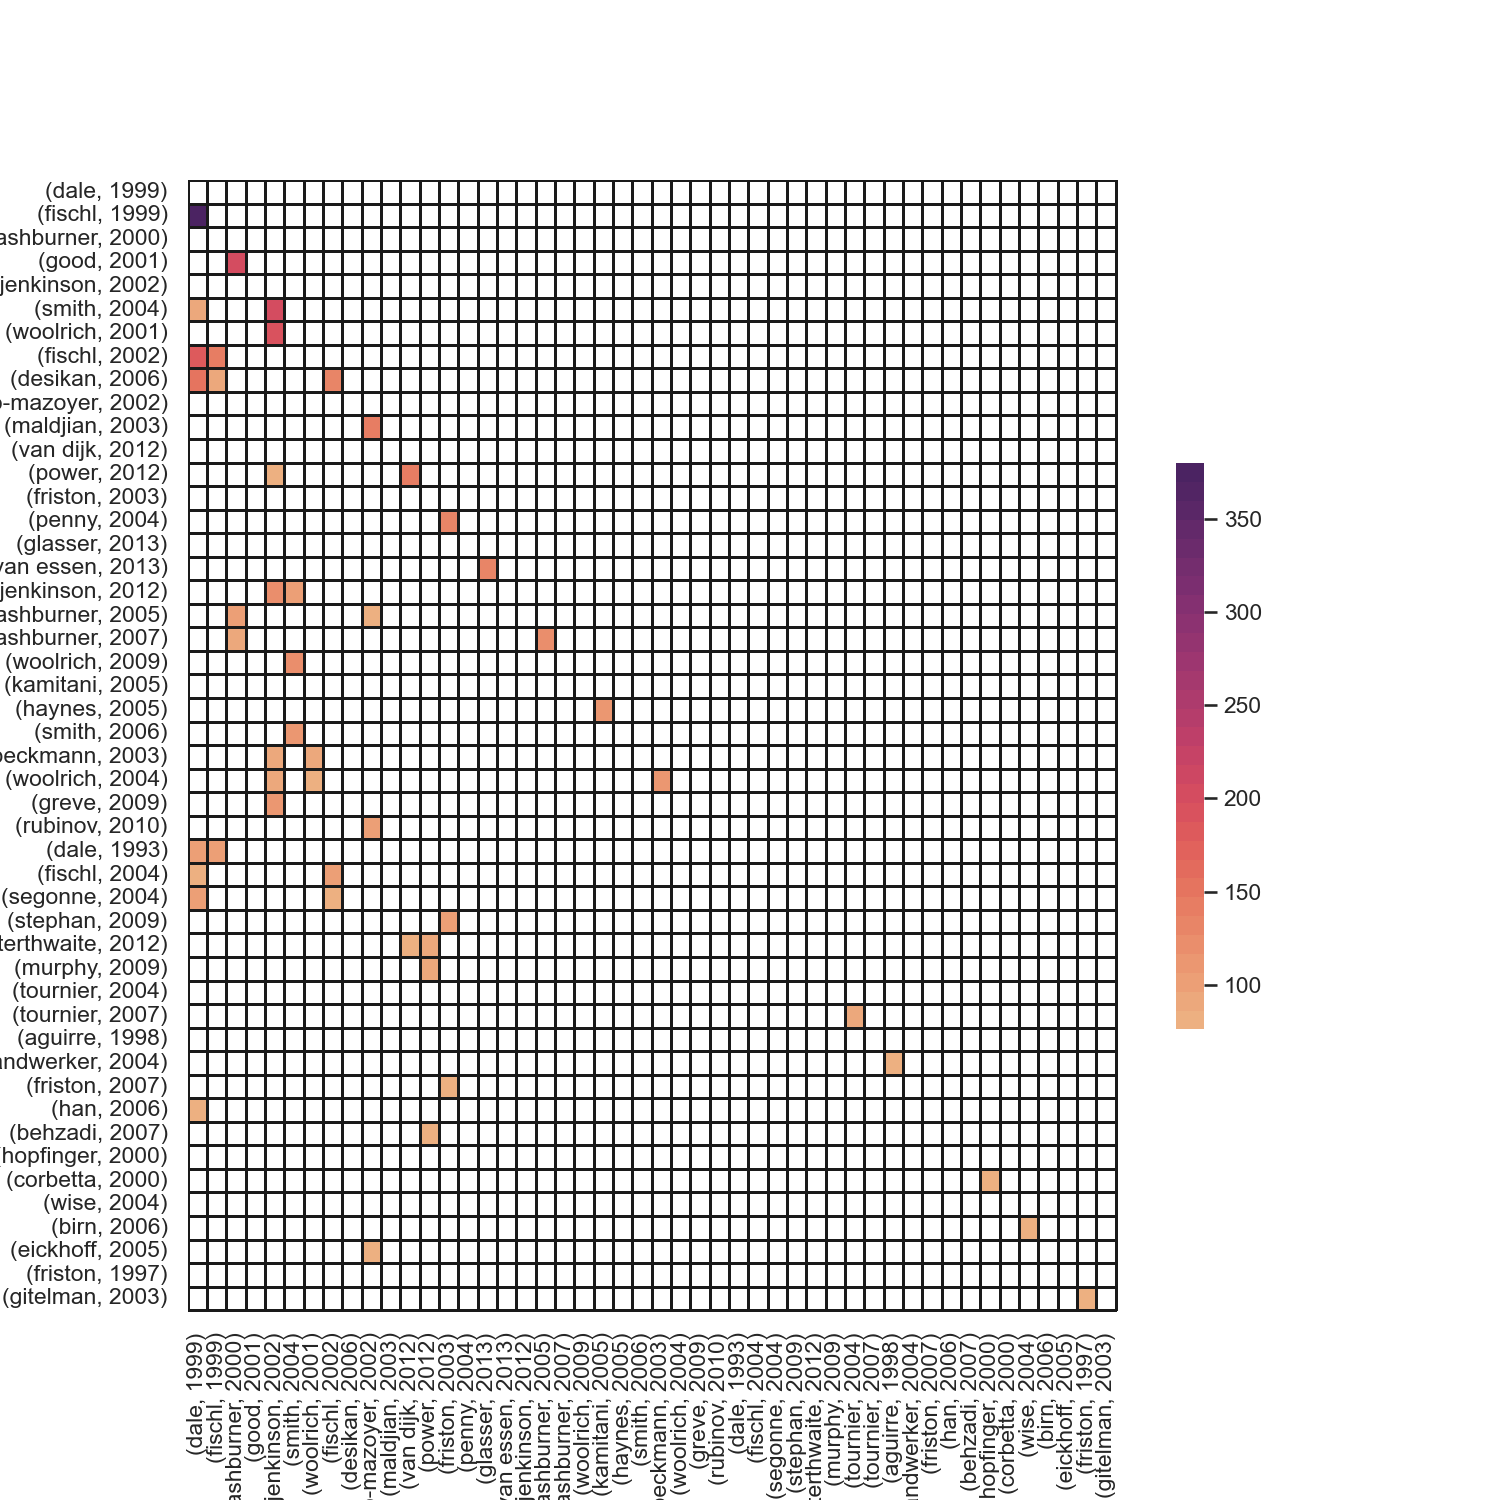 (dale, 1999)
(fischl, 1999)
ashburner, 2000)
(good, 2001)
jenkinson, 2002)
(smith, 2004)
(woolrich, 2001)
(fischl, 2002)
(desikan, 2006)
o-mazoyer, 2002)
(maldjian, 2003)
(van dijk, 2012)
(power, 2012)
(friston, 2003)
(penny, 2004)
(glasser, 2013)
van essen, 2013)
jenkinson, 2012)
ashburner, 2005)
ashburner, 2007)
(woolrich, 2009)
(kamitani, 2005)
(haynes, 2005)
(smith, 2006)
beckmann, 2003)
(woolrich, 2004)
(greve, 2009)
(rubinov, 2010)
(dale, 1993)
(fischl, 2004)
(segonne, 2004)
(stephan, 2009)
terthwaite, 2012)
(murphy, 2009)
(tournier, 2004)
(tournier, 2007)
(aguirre, 1998)
andwerker, 2004)
(friston, 2007)
(han, 2006)
(behzadi, 2007)
(hopfinger, 2000)
(corbetta, 2000)
(wise, 2004)
(birn, 2006)
(eickhoff, 2005)
(friston, 1997)
(gitelman, 2003)
(dale, 1999)
(fischl, 1999)
ashburner, 2000)
(good, 2001)
jenkinson, 2002)
(smith, 2004)
(woolrich, 2001)
(fischl, 2002)
(desikan, 2006)
o-mazoyer, 2002)
(maldjian, 2003)
(van dijk, 2012)
(power, 2012)
(friston, 2003)
(penny, 2004)
(glasser, 2013)
van essen, 2013)
jenkinson, 2012)
ashburner, 2005)
ashburner, 2007)
(woolrich, 2009)
(kamitani, 2005)
(haynes, 2005)
(smith, 2006)
beckmann, 2003)
(woolrich, 2004)
(greve, 2009)
(rubinov, 2010)
(dale, 1993)
(fischl, 2004)
(segonne, 2004)
(stephan, 2009)
terthwaite, 2012)
(murphy, 2009)
(tournier, 2004)
(tournier, 2007)
(aguirre, 1998)
andwerker, 2004)
(friston, 2007)
(han, 2006)
(behzadi, 2007)
hopfinger, 2000)
(corbetta, 2000)
(wise, 2004)
(birn, 2006)
(eickhoff, 2005)
(friston, 1997)
(gitelman, 2003)
350
300
250
200
150
100